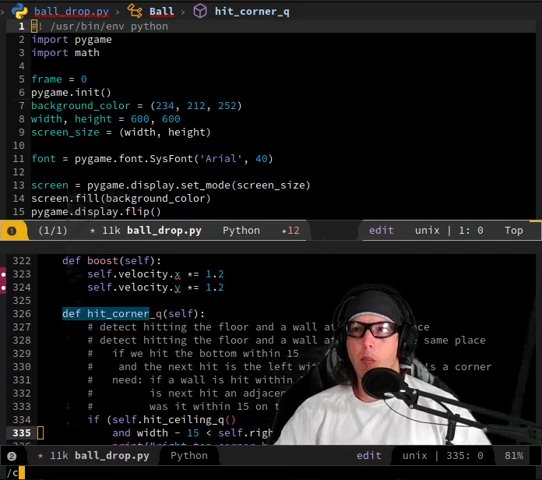 ball_drop.py › Ball › hit_corner_q
1 #! /usr/bin/env python
2 import pygame
3 import math
4
5 frame = 0
6 pygame.init()
7 background_color = (234, 212, 252)
8 width, height = 600, 600
9 screen_size = (width, height)
10
11 font = pygame.font.SysFont('Arial', 40)
12
13 screen = pygame.display.set_mode(screen_size)
14 screen.fill(background_color)
15 pygame.display.flip()
1 (1/1) * 11k ball_drop.py Python •12 edit unix | 1: 0 Top
322 def boost(self):
323 self.velocity.x *= 1.2
324 self.velocity.y *= 1.2
325
326 def hit_corner_q(self):
327 # detect hitting the floor and a wall at place
328 # detect hitting the floor and a wall at same place
329 # if we hit the bottom within 15
330 # and the next hit is the left 's a corner
331 # need: if a wall is hit within
332 # is next hit an adjacen
333 # was it within 15 on t
334 if (self.hit_ceiling_q()
335 and width - 15 < self.righ
2 * 11k ball_drop.py Python edit unix | 335: 0 81%
/c